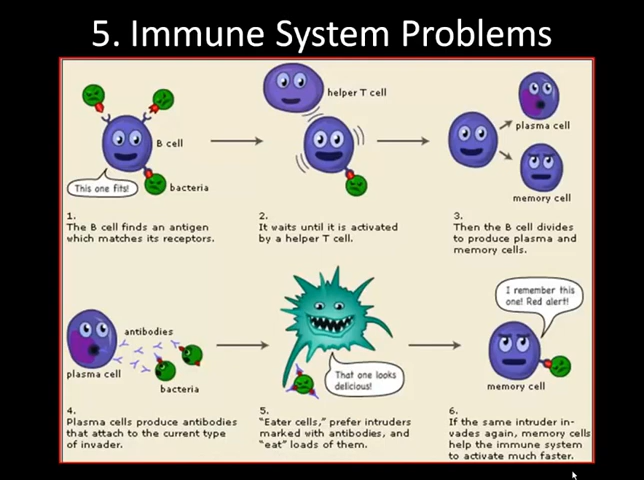 5. Immune System Problems
helper T cell
B cell
This one fits!
bacteria
plasma cell
memory cell
1.
The B cell finds an antigen
which matches its receptors.
2.
It waits until it is activated
by a helper T cell.
3.
Then the B cell divides
to produce plasma and
memory cells.
antibodies
plasma cell
bacteria
That one looks
delicious!
I remember this
one! Red alert!
memory cell
4.
Plasma cells produce antibodies
that attach to the current type
of invader.
5.
“Eater cells,” prefer intruders
marked with antibodies, and
“eat” loads of them.
6.
If the same intruder in-
vades again, memory cells
help the immune system
to activate much faster.